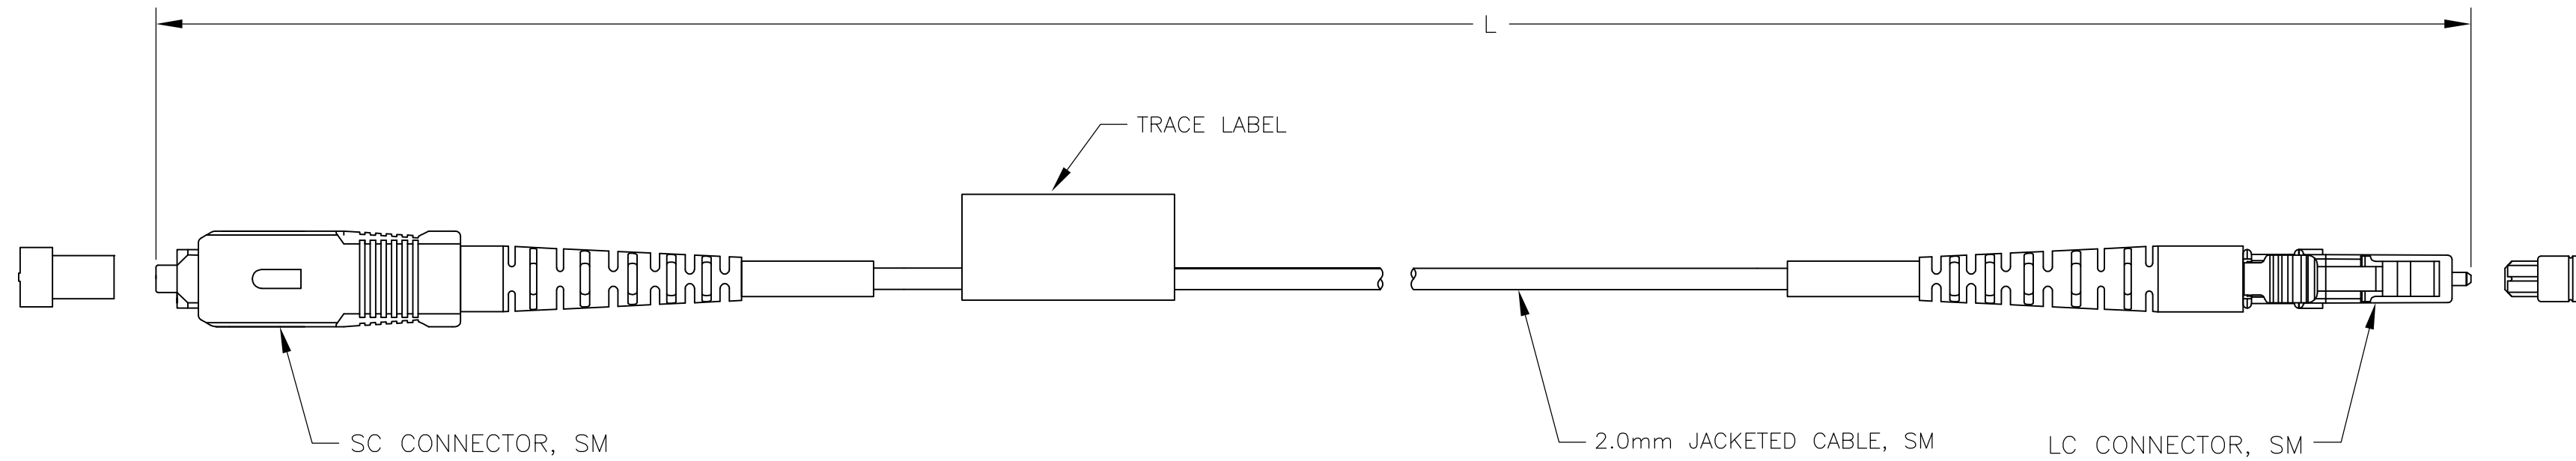 L
TRACE LABEL
SC CONNECTOR, SM
2.0mm JACKETED CABLE, SM
LC CONNECTOR, SM